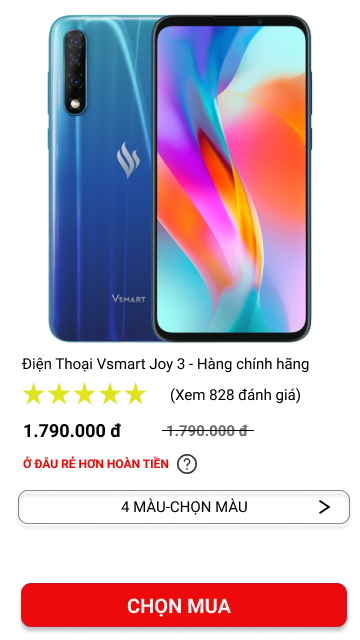 VSMART
Điện Thoại Vsmart Joy 3 - Hàng chính hãng
(Xem 828 đánh giá)
1.790.000 đ 1.790.000 đ
Ở ĐÂU RẺ HƠN HOÀN TIỀN ?
4 MÀU-CHỌN MÀU >
CHỌN MUA